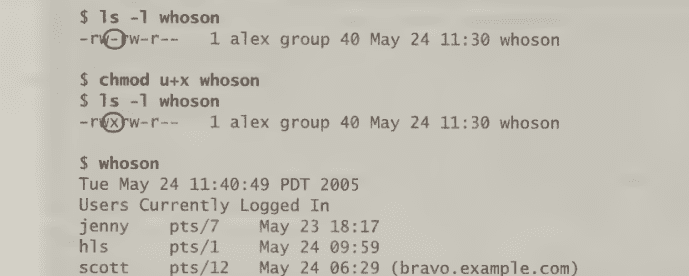 $ ls -l whoson
-rw-rw-r-- 1 alex group 40 May 24 11:30 whoson
$ chmod u+x whoson
$ ls -l whoson
-rwxrw-r-- 1 alex group 40 May 24 11:30 whoson
$ whoson
Tue May 24 11:40:49 PDT 2005
Users Currently Logged In
jenny pts/7 May 23 18:17
hls pts/1 May 24 09:59
scott pts/12 May 24 06:29 (bravo.example.com)